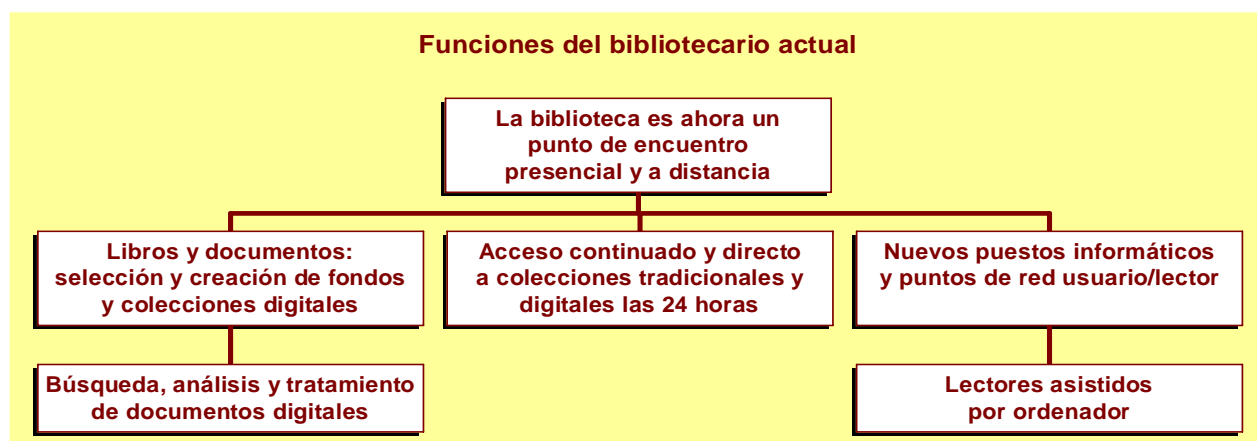 Funciones del bibliotecario actual
La biblioteca es ahora un
punto de encuentro
presencial y a distancia
Libros y documentos:
selección y creación de fondos
y colecciones digitales
Acceso continuado y directo
a colecciones tradicionales y
digitales las 24 horas
Nuevos puestos informáticos
y puntos de red usuario/lector
Búsqueda, análisis y tratamiento
de documentos digitales
Lectores asistidos
por ordenador